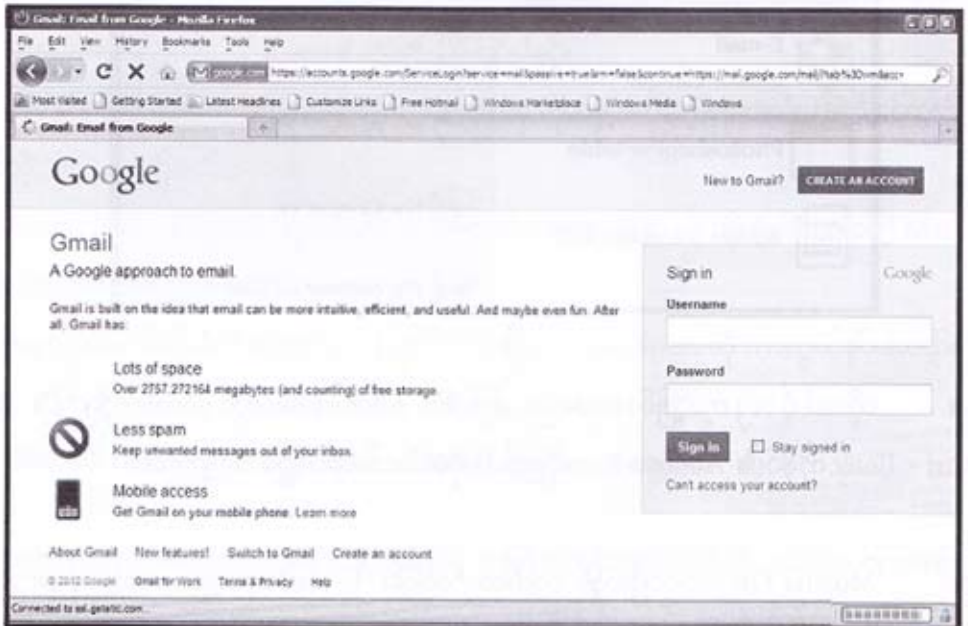 Gmail: Email from Google - Mozilla Firefox
File Edit View History Bookmarks Tools Help
google.com https://accounts.google.com/ServiceLogin?service=mail&passive=true&rm=false&continue=https://mail.google.com/mail/?tab%3Dwm&scc=
Most Visited Getting Started Latest Headlines Customize Links Free Hotmail Windows Marketplace Windows Media Windows
Gmail: Email from Google
Google
New to Gmail? CREATE AN ACCOUNT
Gmail
A Google approach to email.
Gmail is built on the idea that email can be more intuitive, efficient, and useful. And maybe even fun. After
all, Gmail has:
Lots of space
Over 2757.272164 megabytes (and counting) of free storage.
Less spam
Keep unwanted messages out of your inbox.
Mobile access
Get Gmail on your mobile phone. Learn more
Sign in Google
Username
Password
Sign in Stay signed in
Can't access your account?
About Gmail New features! Switch to Gmail Create an account
© 2012 Google Gmail for Work Terms & Privacy Help
Connected to ssl.gstatic.com...